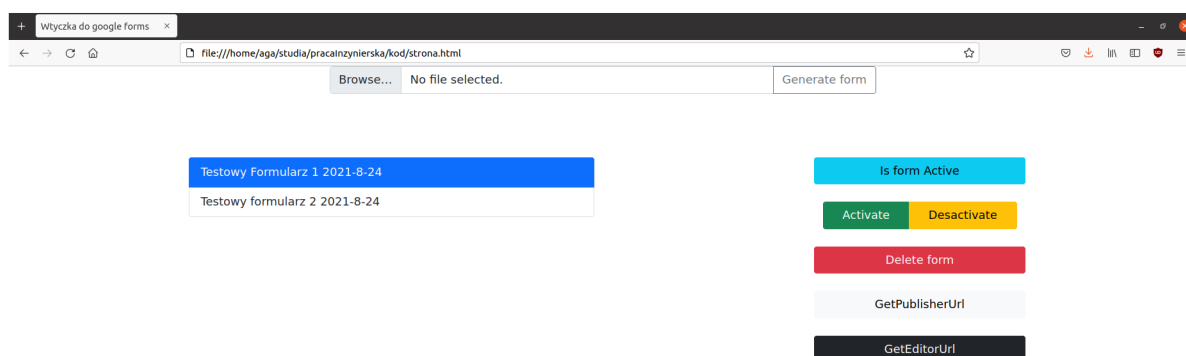 Wtyczka do google forms
file:///home/aga/studia/pracaInzynierska/kod/strona.html
Browse... No file selected. Generate form
Testowy Formularz 1 2021-8-24
Testowy formularz 2 2021-8-24
Is form Active
Activate Desactivate
Delete form
GetPublisherUrl
GetEditorUrl